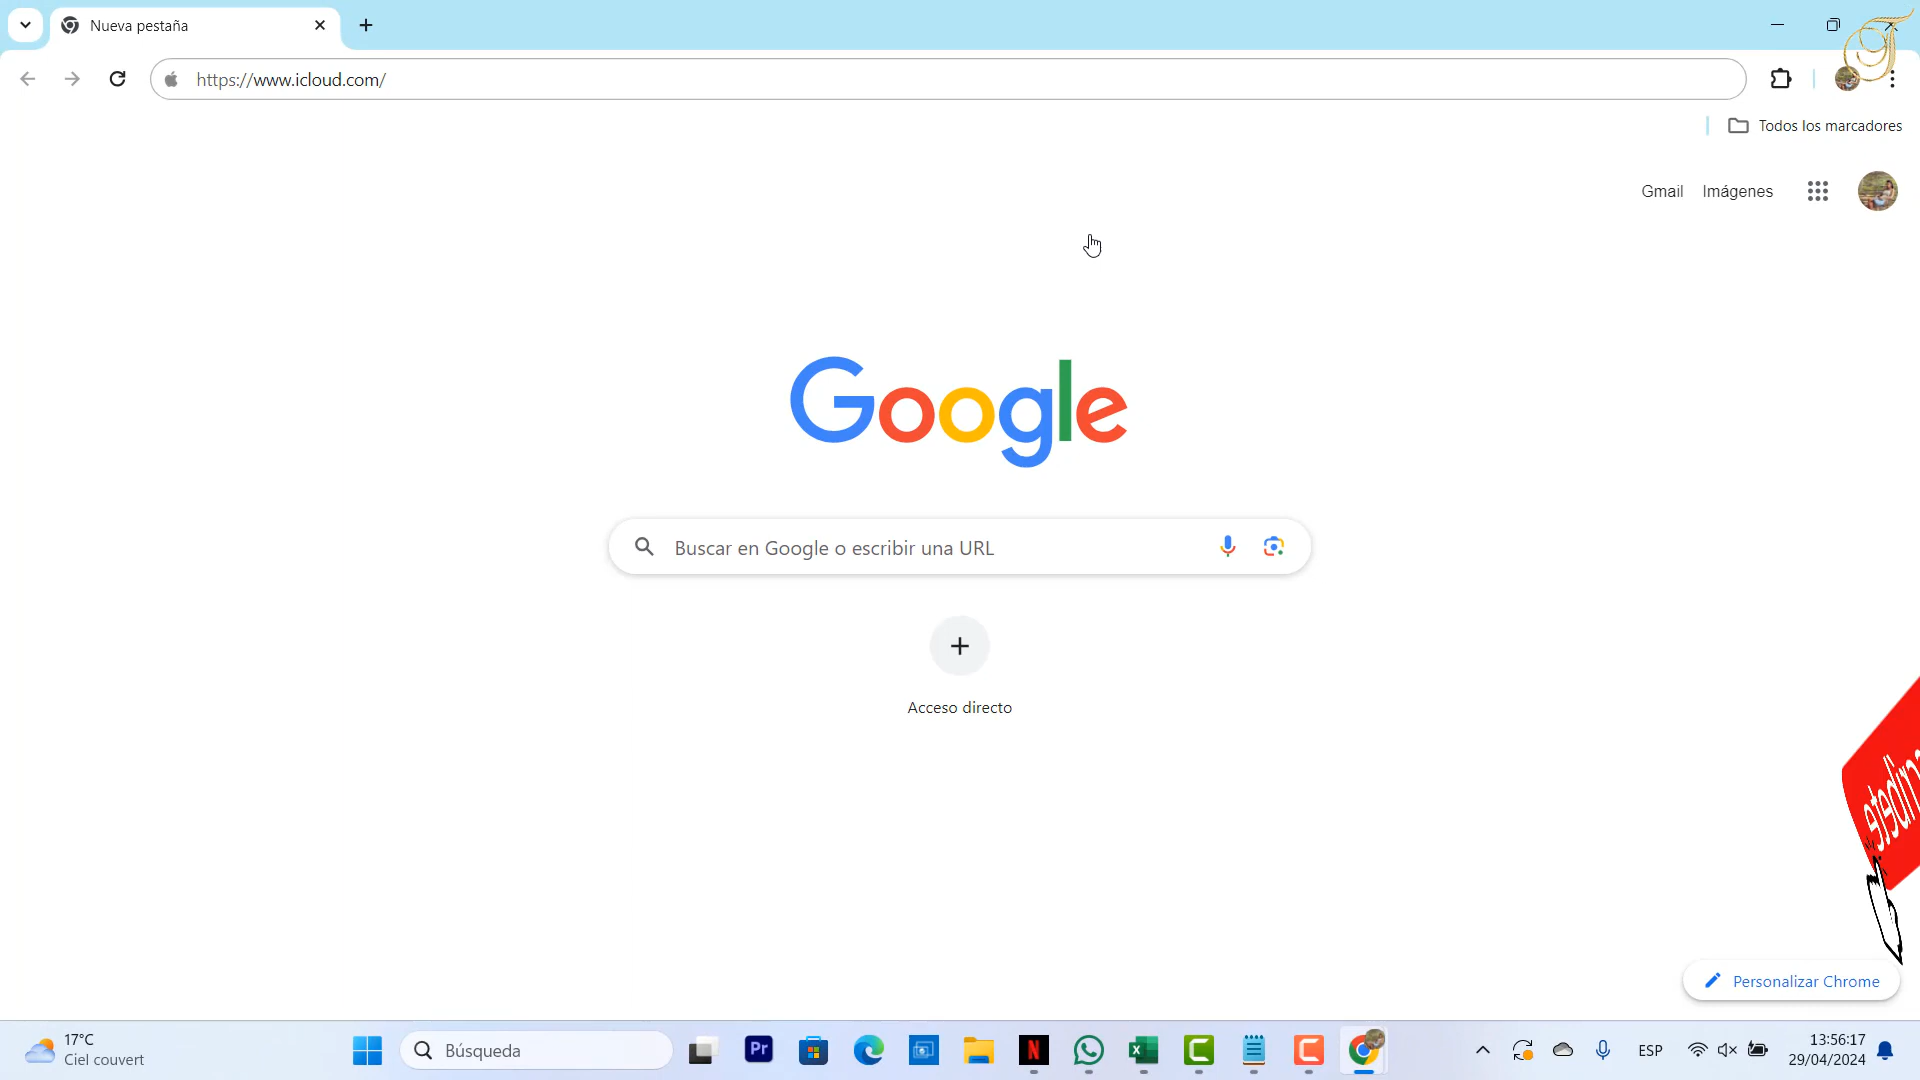 Nueva pestaña
https://www.icloud.com/
Todos los marcadores
Gmail Imágenes
Google
Buscar en Google o escribir una URL
Acceso directo
Personalizar Chrome
17°C
Ciel couvert
Búsqueda
Pr
ESP
13:56:17
29/04/2024